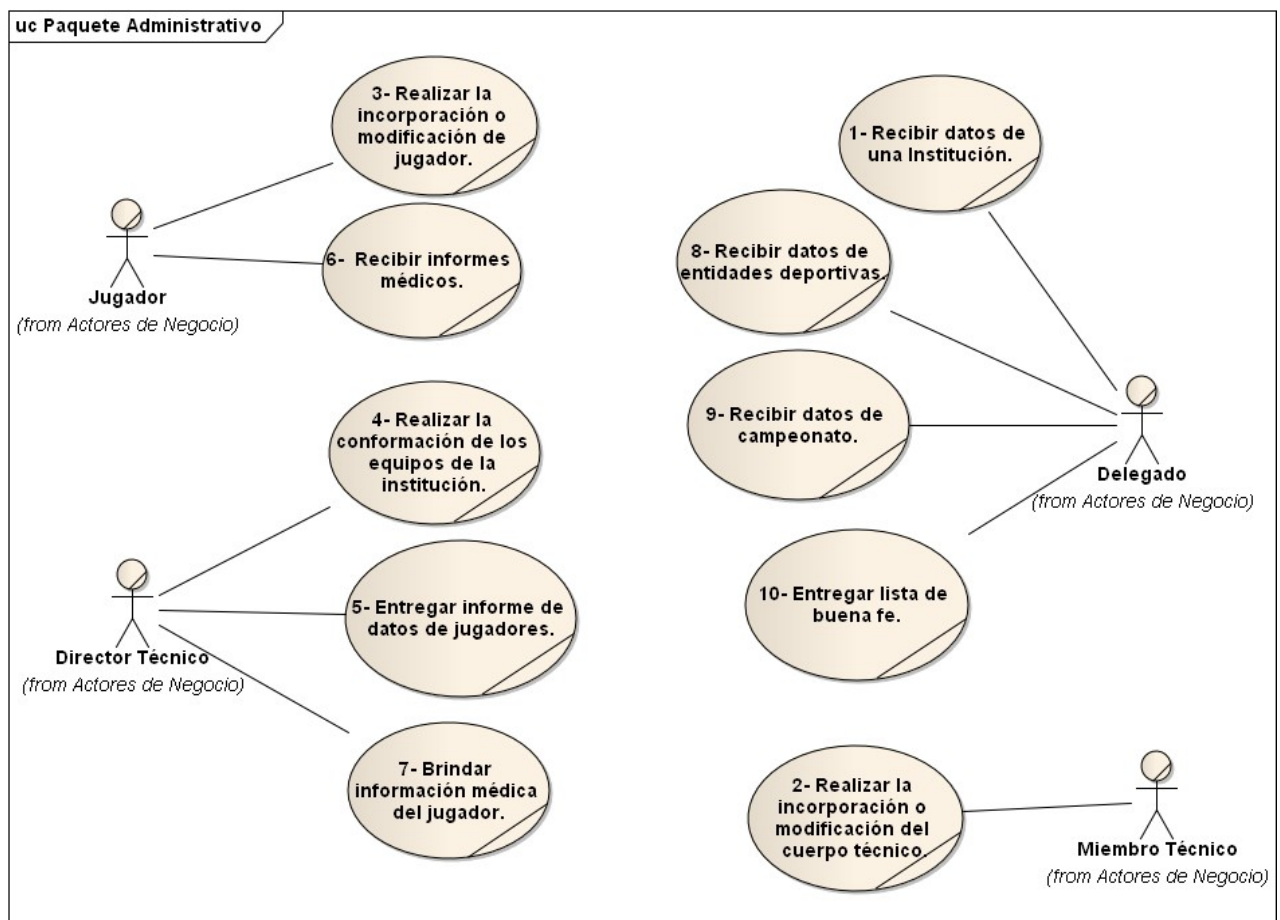 uc Paquete Administrativo
3- Realizar la
incorporación o
modificación de
jugador.
6- Recibir informes
médicos.
Jugador
(from Actores de Negocio)
1- Recibir datos de
una Institución.
8- Recibir datos de
entidades deportivas.
9- Recibir datos de
campeonato.
10- Entregar lista de
buena fe.
Delegado
(from Actores de Negocio)
4- Realizar la
conformación de los
equipos de la
institución.
5- Entregar informe de
datos de jugadores.
7- Brindar
información médica
del jugador.
Director Técnico
(from Actores de Negocio)
2- Realizar la
incorporación o
modificación del
cuerpo técnico.
Miembro Técnico
(from Actores de Negocio)